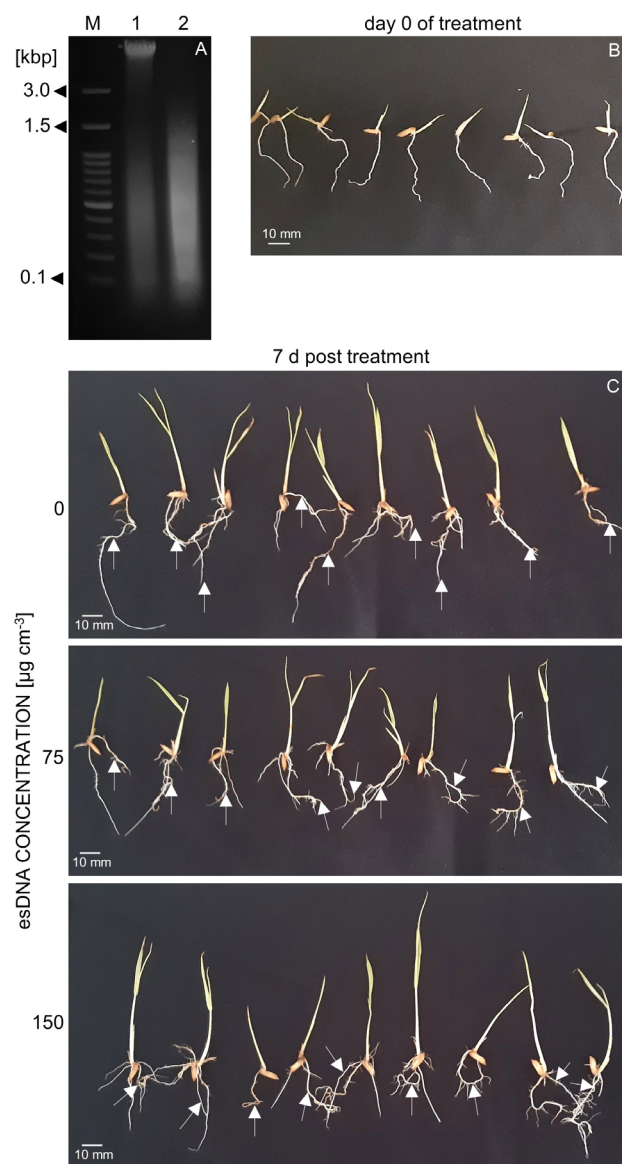 M 1 2
A
[kbp]
3.0
1.5
0.1
day 0 of treatment
B
10 mm
7 d post treatment
C
esDNA CONCENTRATION [µg cm⁻³]
0
10 mm
75
10 mm
150
10 mm